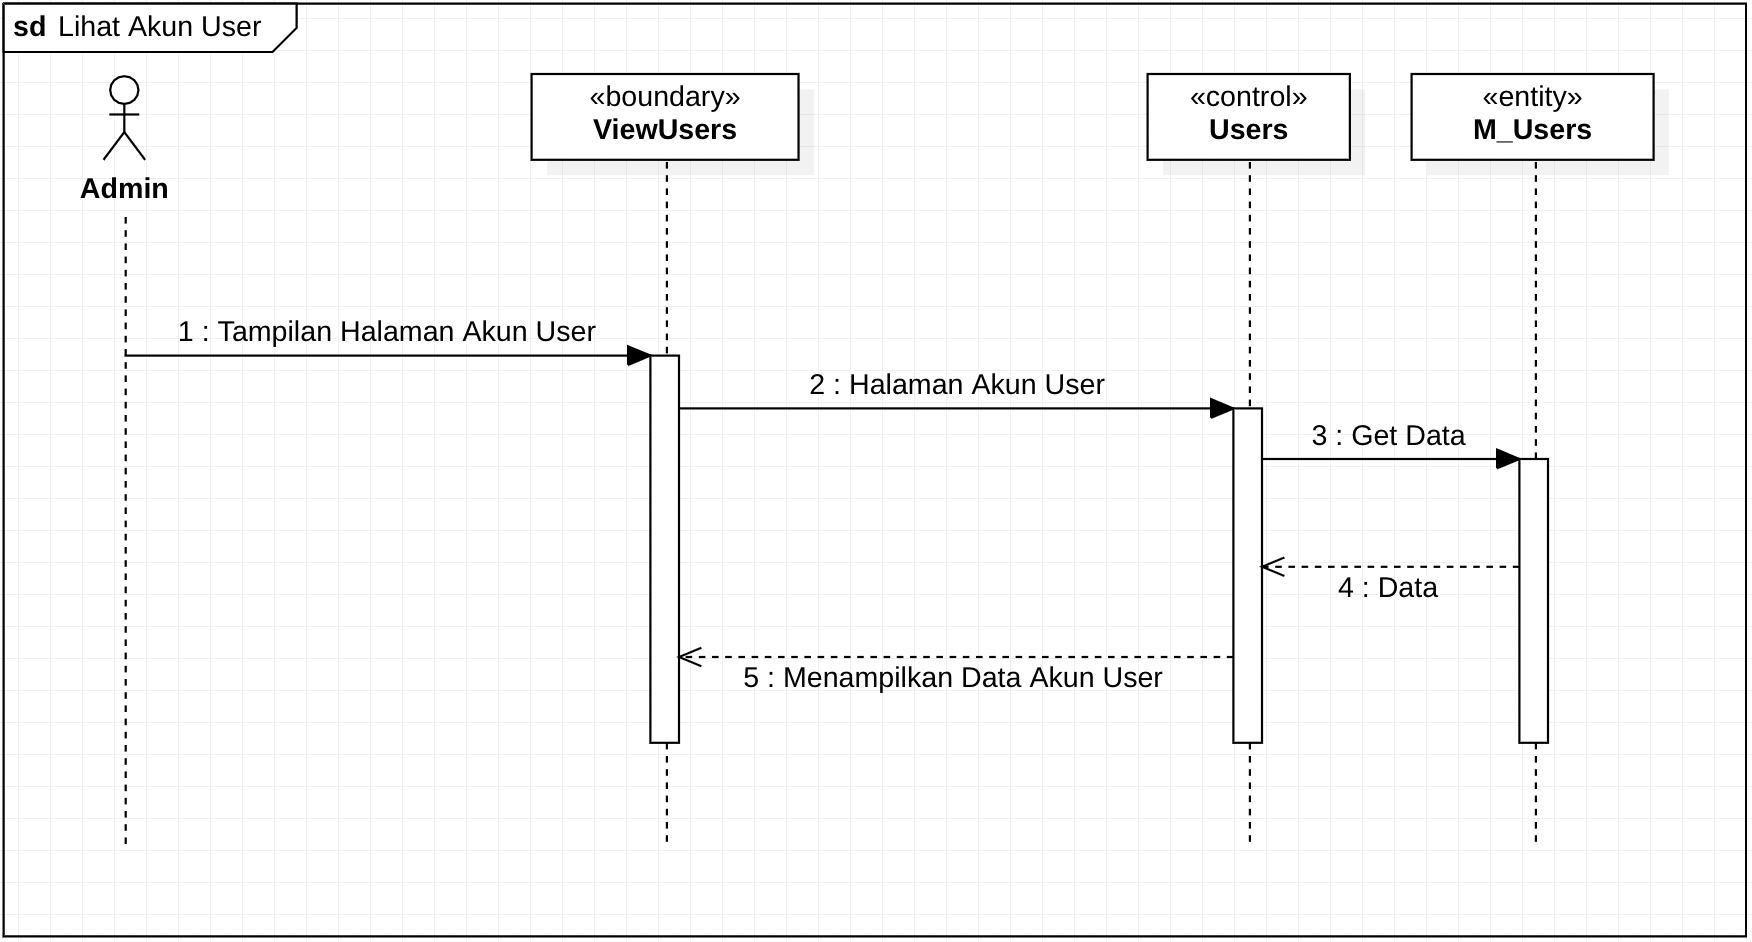 sd Lihat Akun User
«boundary»
ViewUsers
«control»
Users
«entity»
M_Users
Admin
1 : Tampilan Halaman Akun User
2 : Halaman Akun User
3 : Get Data
4 : Data
5 : Menampilkan Data Akun User